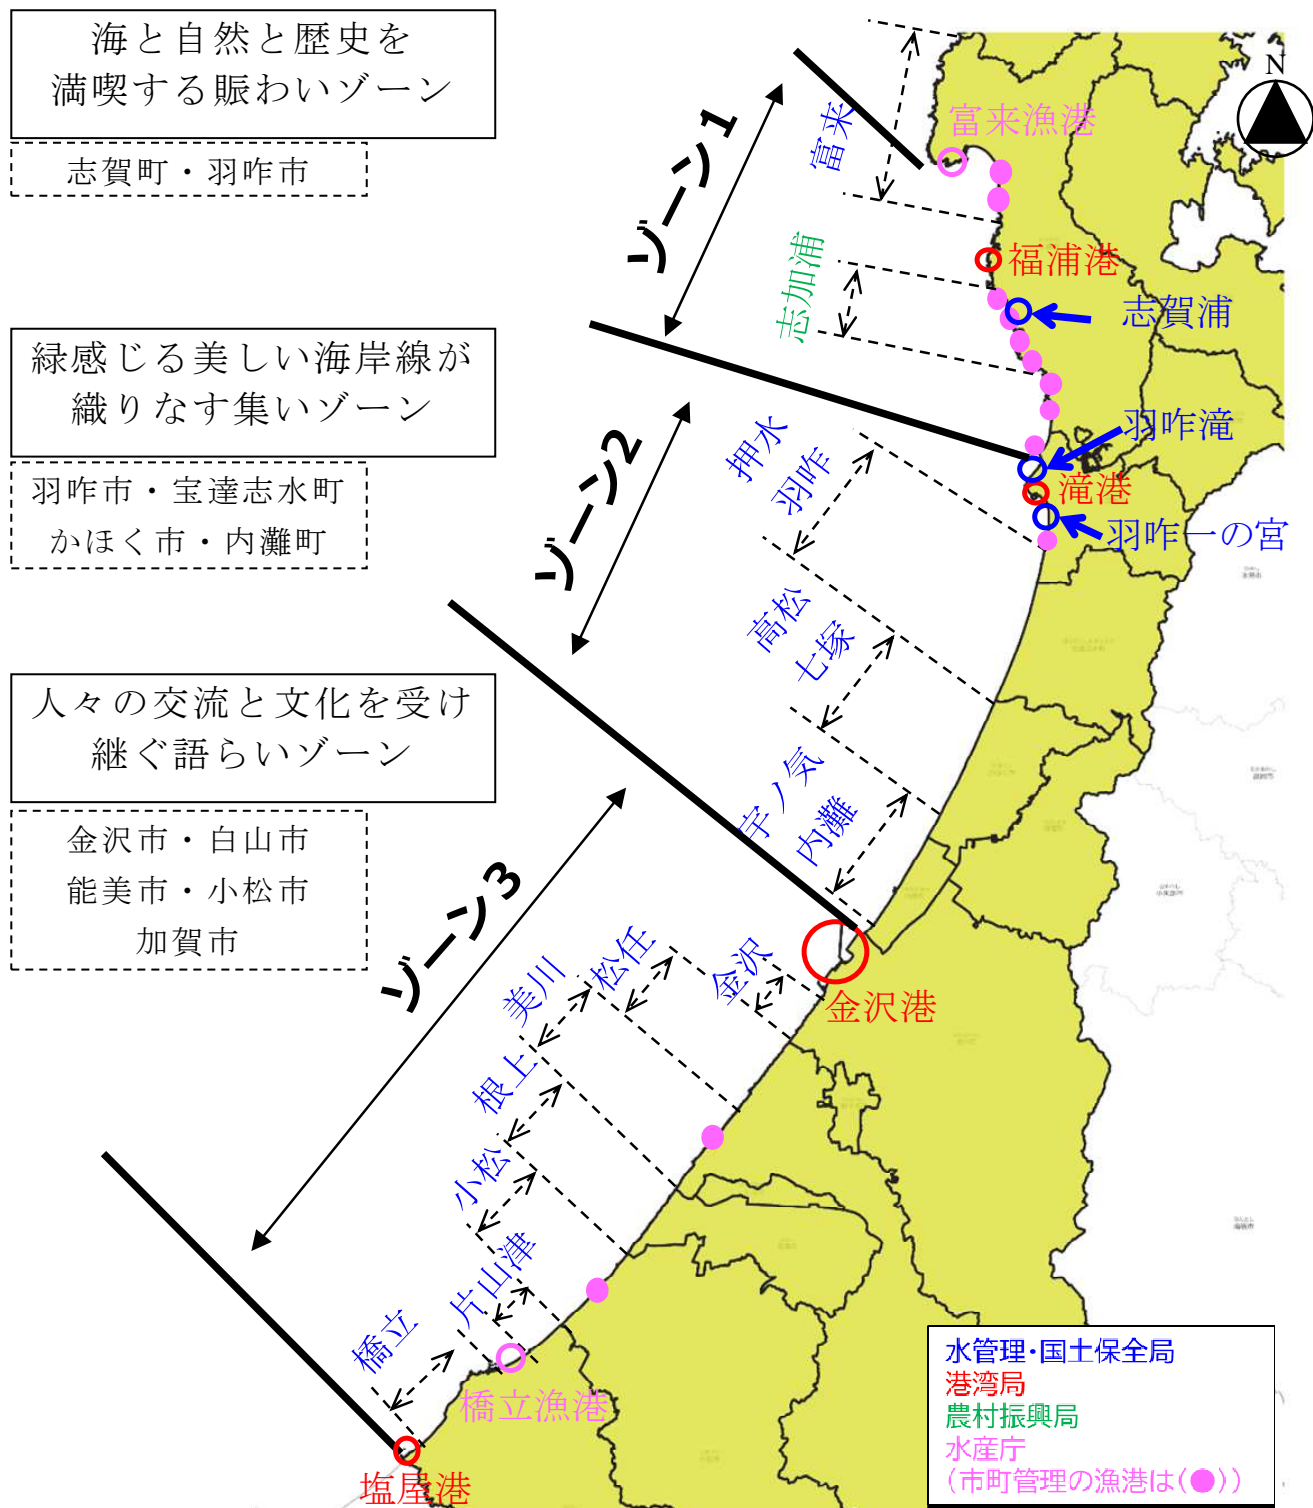 海と自然と歴史を
満喫する賑わいゾーン
志賀町・羽咋市
緑感じる美しい海岸線が
織りなす集いゾーン
羽咋市・宝達志水町
かほく市・内灘町
人々の交流と文化を受け
継ぐ語らいゾーン
金沢市・白山市
能美市・小松市
加賀市
N
ゾーン1
富来
富来漁港
志加浦
福浦港
志賀浦
ゾーン2
押水
羽咋
羽咋滝
滝港
羽咋一の宮
高松
七塚
宇ノ気
内灘
ゾーン3
金沢
金沢港
松任
美川
根上
小松
片山津
橋立
橋立漁港
塩屋港
水管理・国土保全局
港湾局
農村振興局
水産庁
(市町管理の漁港は(●))